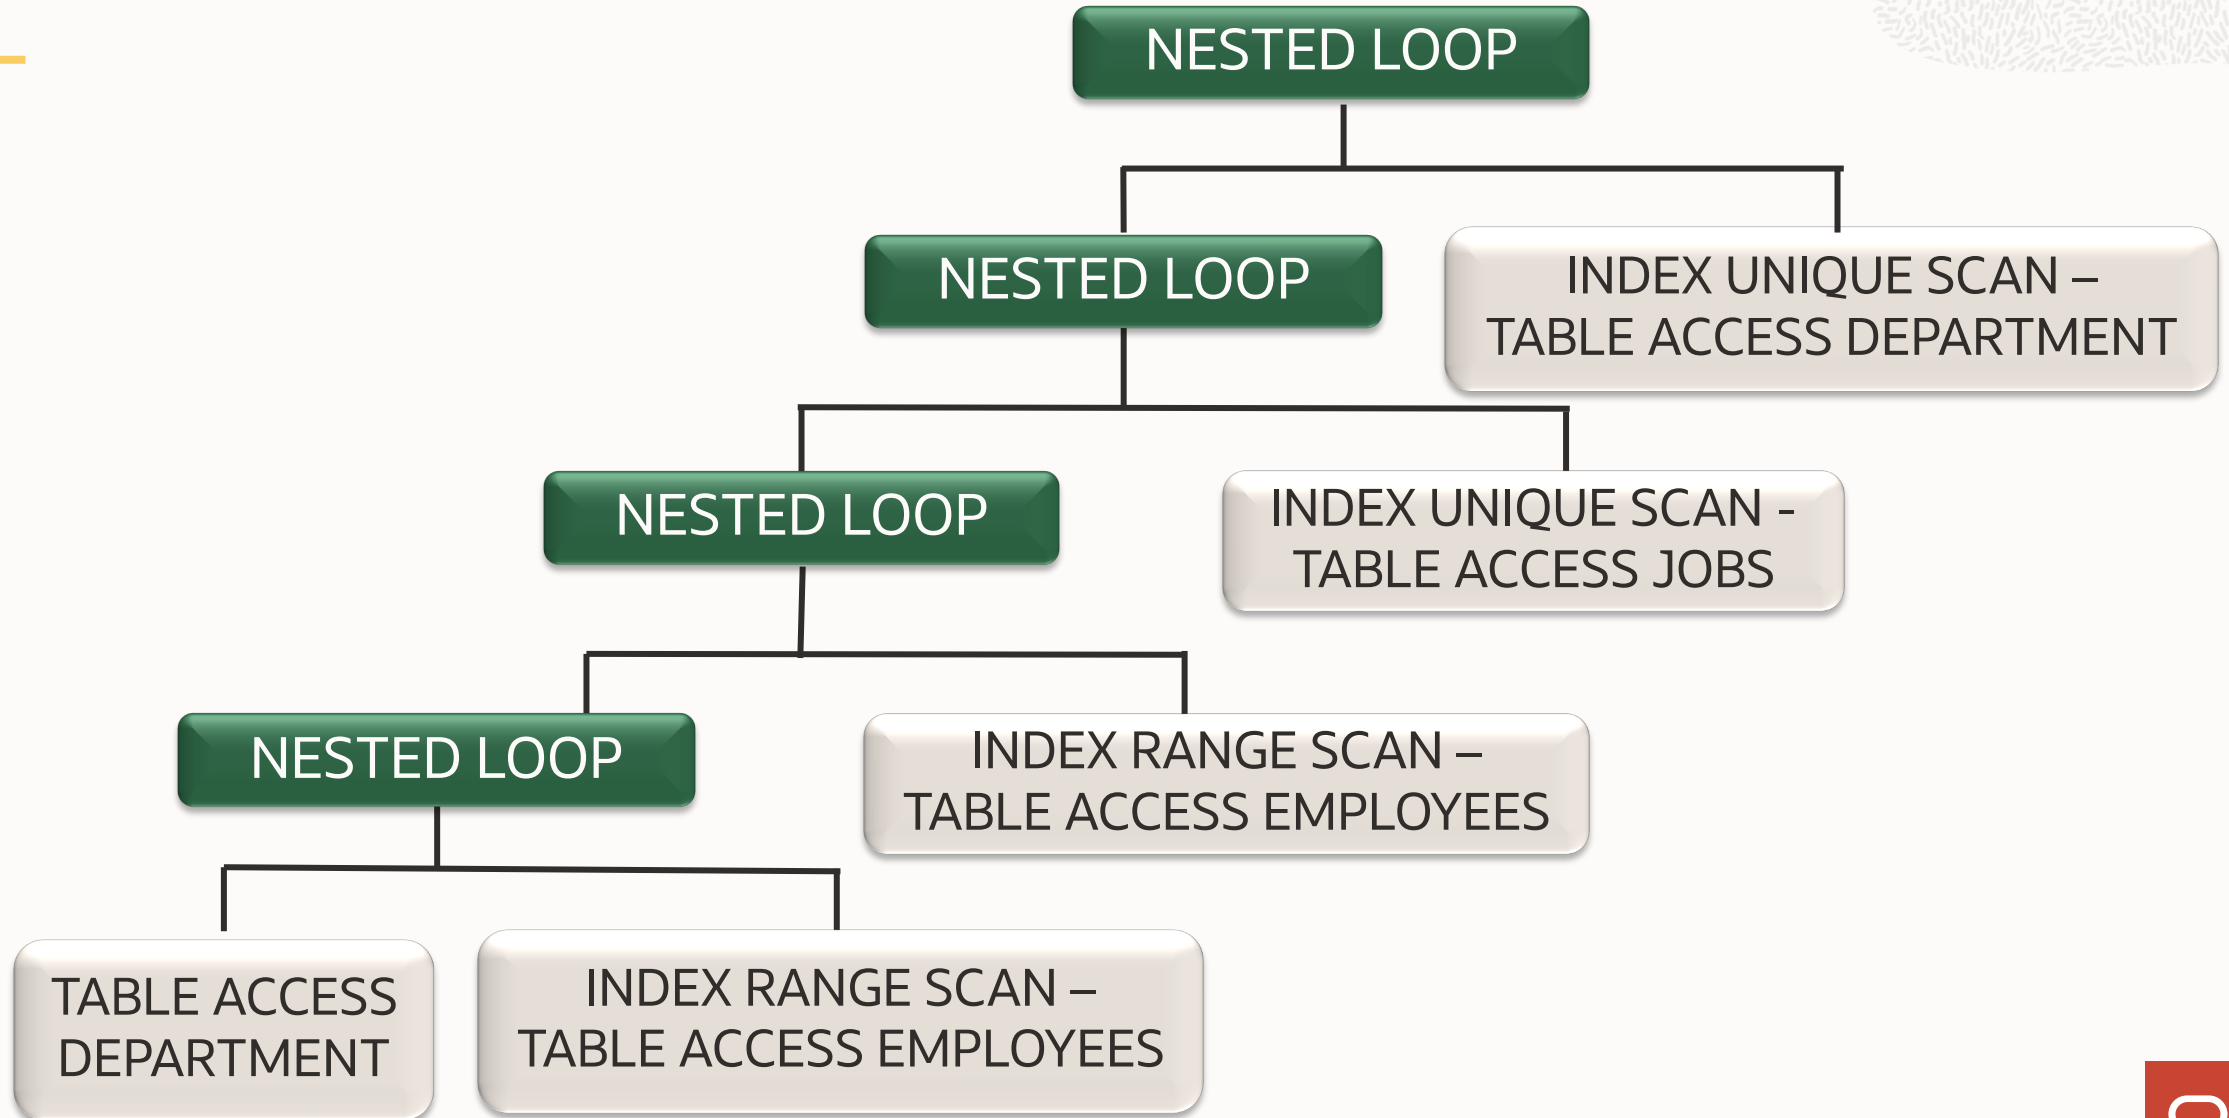 NESTED LOOP
NESTED LOOP
INDEX UNIQUE SCAN –
TABLE ACCESS DEPARTMENT
NESTED LOOP
INDEX UNIQUE SCAN -
TABLE ACCESS JOBS
NESTED LOOP
INDEX RANGE SCAN –
TABLE ACCESS EMPLOYEES
TABLE ACCESS
DEPARTMENT
INDEX RANGE SCAN –
TABLE ACCESS EMPLOYEES